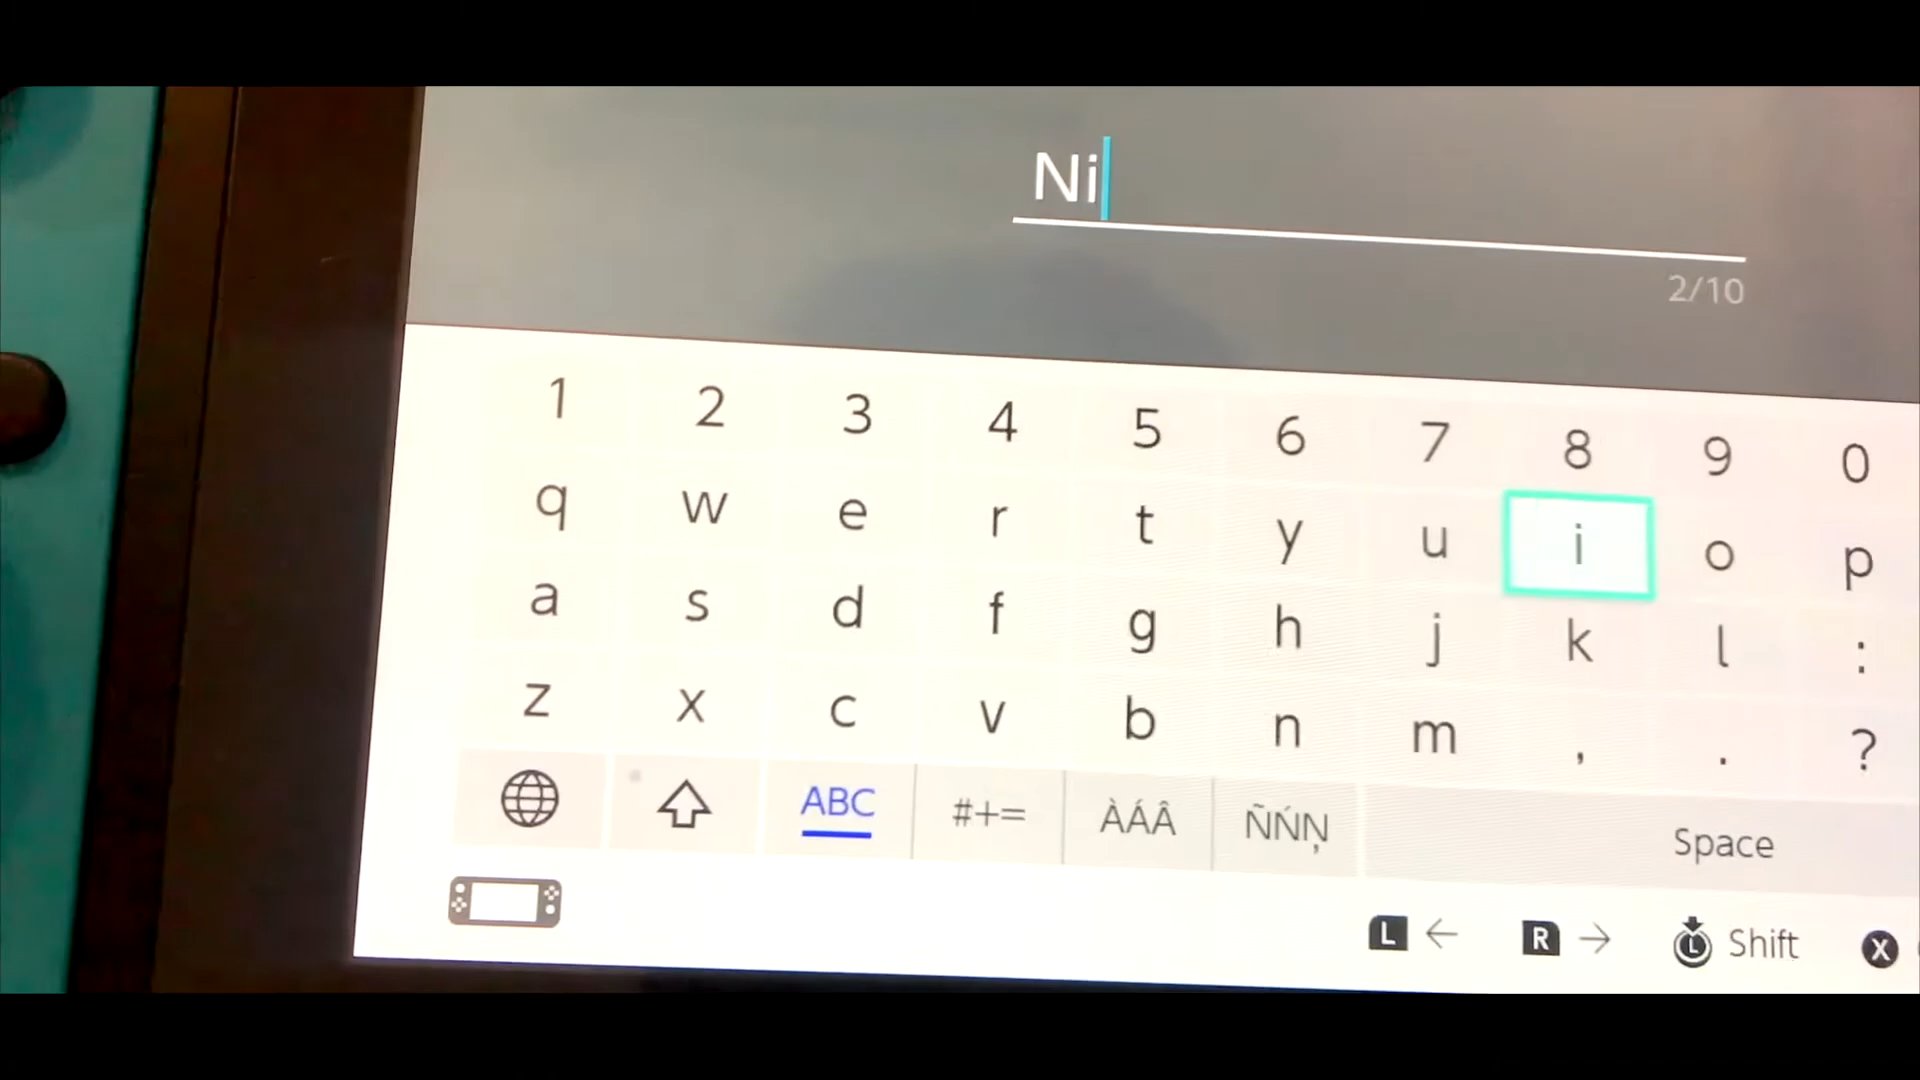 Ni
2/10
1 2 3 4 5 6 7 8 9 0
q w e r t y u i o p
a s d f g h j k l :
z x c v b n m , . ?
ABC #+= ÀÁÂ ÑŃŅ Space
L ← R → L Shift X